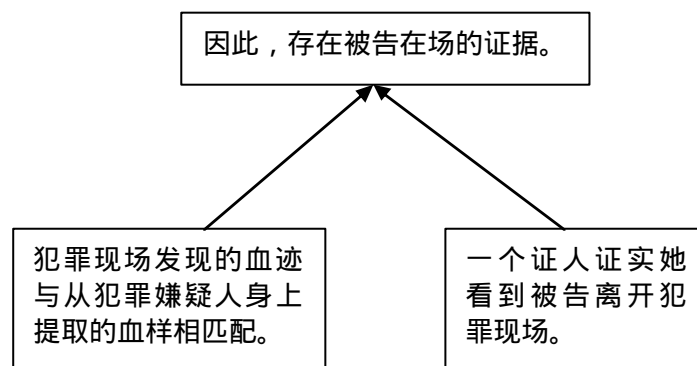 因此，存在被告在场的证据。
犯罪现场发现的血迹
与从犯罪嫌疑人身上
提取的血样相匹配。
一个证人证实她
看到被告离开犯
罪现场。